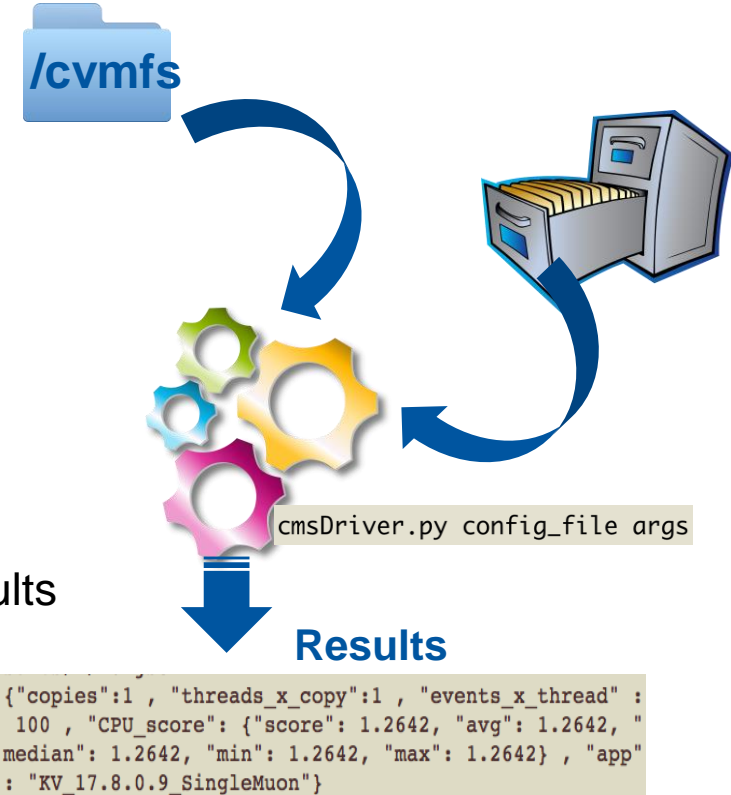 /cvmfs
cmsDriver.py config_file args
ults
Results
{"copies":1 , "threads_x_copy":1 , "events_x_thread" :
100 , "CPU_score": {"score": 1.2642, "avg": 1.2642, "
median": 1.2642, "min": 1.2642, "max": 1.2642} , "app"
: "KV_17.8.0.9_SingleMuon"}